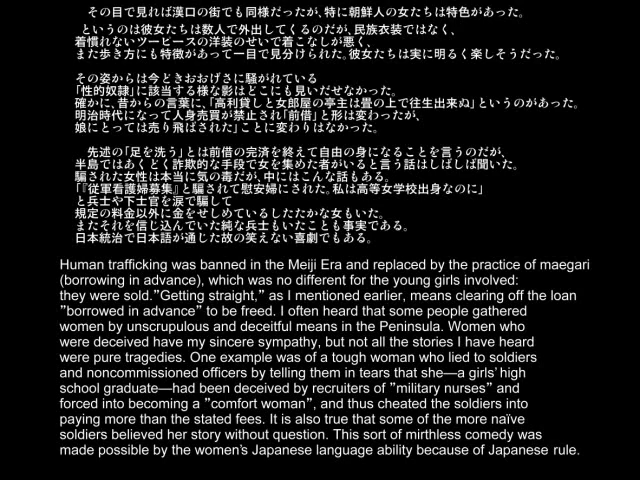 その目で見れば漢口の街でも同様だったが、特に朝鮮人の女たちは特色があった。
というのは彼女たちは数人で外出してくるのだが、民族衣装ではなく、
着慣れないツーピースの洋装のせいで着こなしが悪く、
また歩き方にも特徴があって一目で見分けられた。彼女たちは実に明るく楽しそうだった。
その姿からは今どきおおげさに騒がれている
「性的奴隷」に該当する様な影はどこにも見いだせなかった。
確かに、昔からの言葉に、「高利貸しと女郎屋の亭主は畳の上で往生出来ぬ」というのがあった。
明治時代になって人身売買が禁止され「前借」と形は変わったが、
娘にとっては売り飛ばされた」ことに変わりはなかった。
先述の「足を洗う」とは前借の完済を終えて自由の身になることを言うのだが、
半島ではあくどく詐欺的な手段で女を集めた者がいると言う話はしばしば聞いた。
騙された女性は本当に気の毒だが、中にはこんな話もある。
「『従軍看護婦募集』と騙されて慰安婦にされた。私は高等女学校出身なのに」
と兵士や下士官を涙で騙して
規定の料金以外に金をせしめているしたたかな女もいた。
またそれを信じ込んでいた純な兵士もいたことも事実である。
日本統治で日本語が通じた故の笑えない喜劇でもある。
Human trafficking was banned in the Meiji Era and replaced by the practice of maegari
(borrowing in advance), which was no different for the young girls involved:
they were sold."Getting straight," as I mentioned earlier, means clearing off the loan
"borrowed in advance" to be freed. I often heard that some people gathered
women by unscrupulous and deceitful means in the Peninsula. Women who
were deceived have my sincere sympathy, but not all the stories I have heard
were pure tragedies. One example was of a tough woman who lied to soldiers
and noncommissioned officers by telling them in tears that she—a girls' high
school graduate—had been deceived by recruiters of "military nurses" and
forced into becoming a "comfort woman", and thus cheated the soldiers into
paying more than the stated fees. It is also true that some of the more naïve
soldiers believed her story without question. This sort of mirthless comedy was
made possible by the women's Japanese language ability because of Japanese rule.